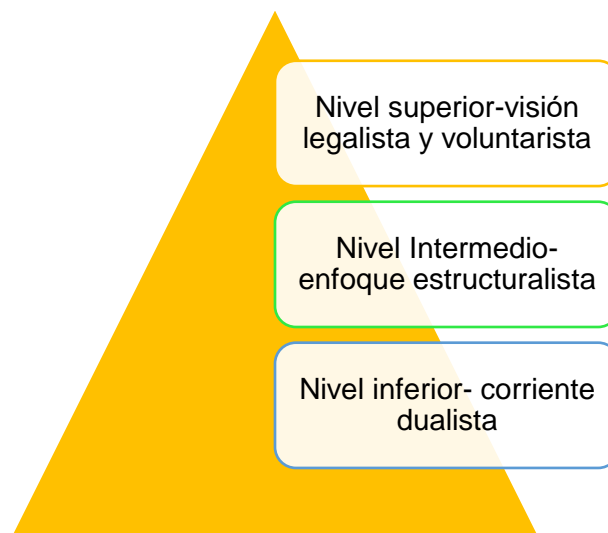 Nivel superior-visión
legalista y voluntarista
Nivel Intermedio-
enfoque estructuralista
Nivel inferior- corriente
dualista